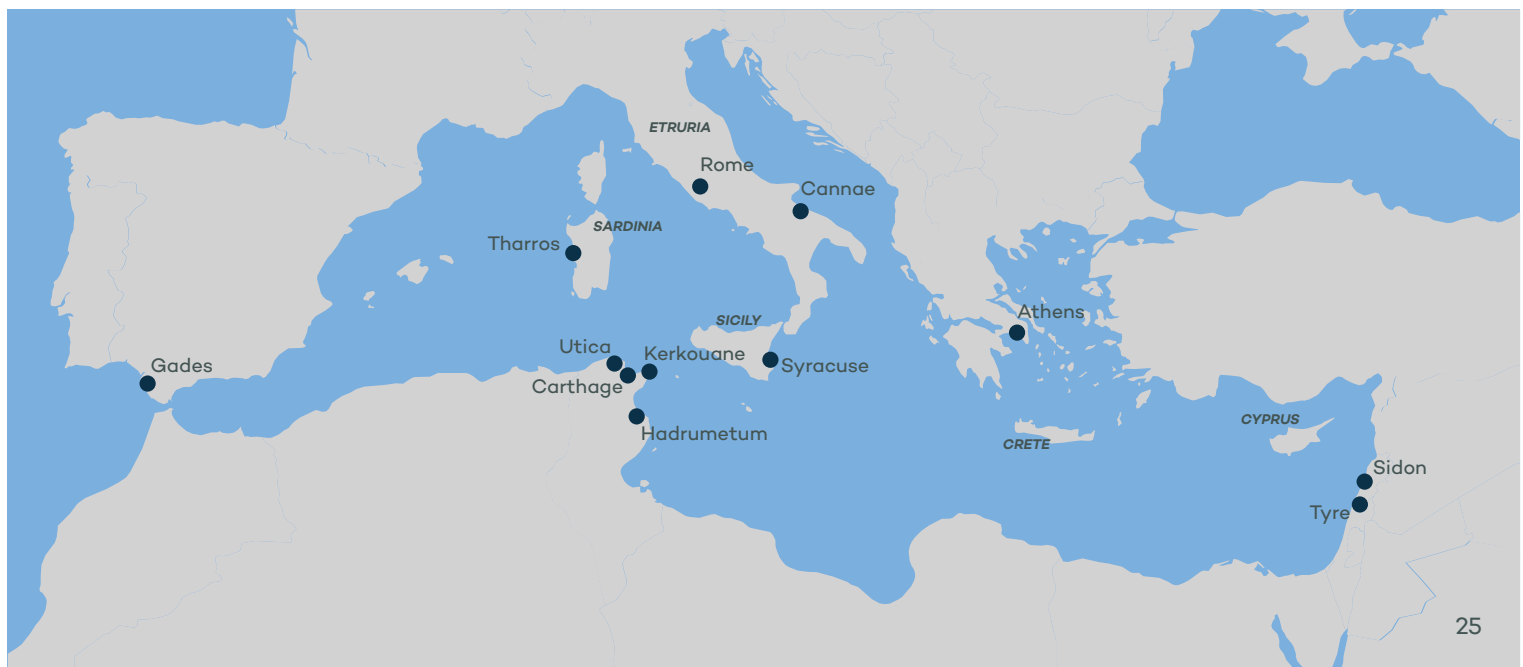 ETRURIA
Rome
Cannae
SARDINIA
Tharros
SICILY
Athens
Utica
Kerkouane
Gades
Syracuse
Carthage
CYPRUS
Hadrumetum
CRETE
Sidon
Tyre
25